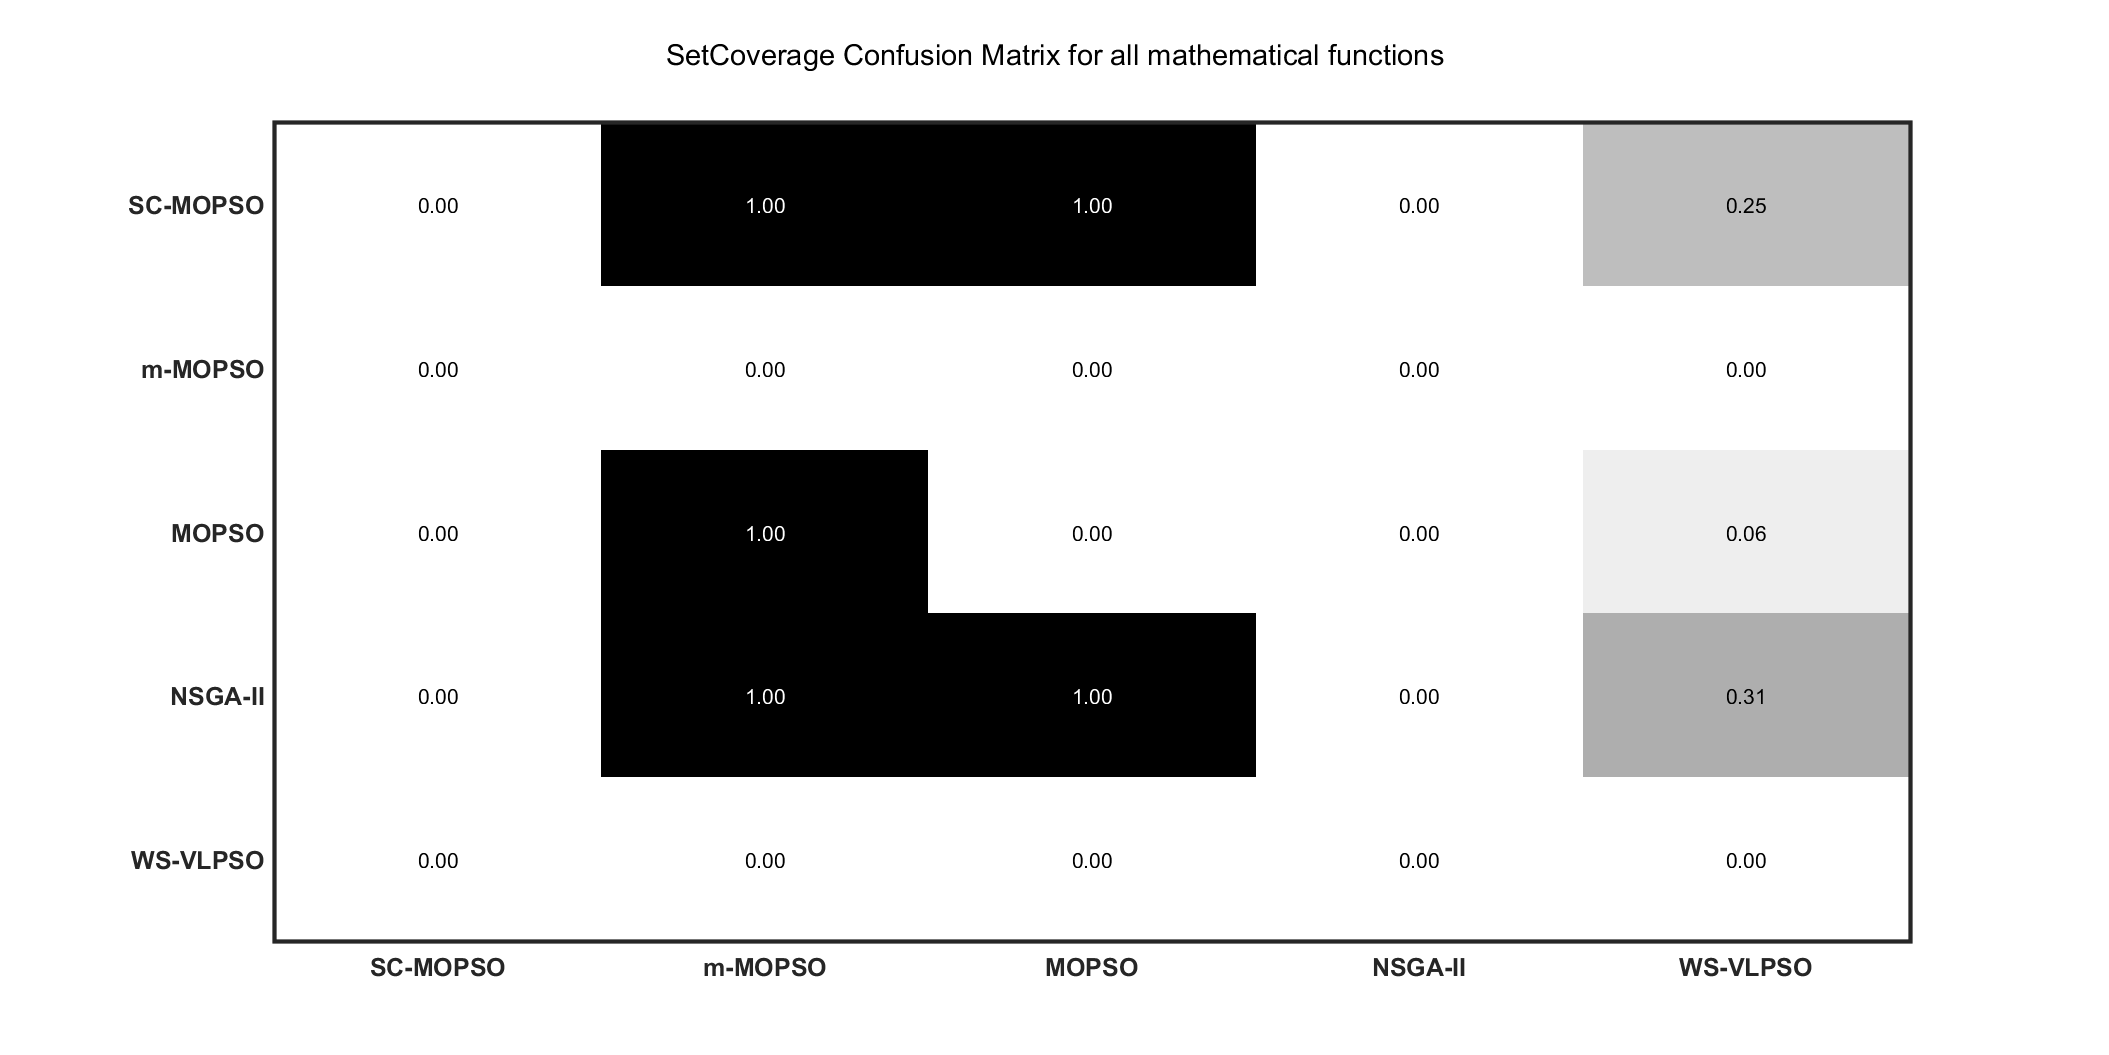 SetCoverage Confusion Matrix for all mathematical functions
SC-MOPSO 0.00 1.00 1.00 0.00 0.25
m-MOPSO 0.00 0.00 0.00 0.00 0.00
MOPSO 0.00 1.00 0.00 0.00 0.06
NSGA-II 0.00 1.00 1.00 0.00 0.31
WS-VLPSO 0.00 0.00 0.00 0.00 0.00
SC-MOPSO m-MOPSO MOPSO NSGA-II WS-VLPSO